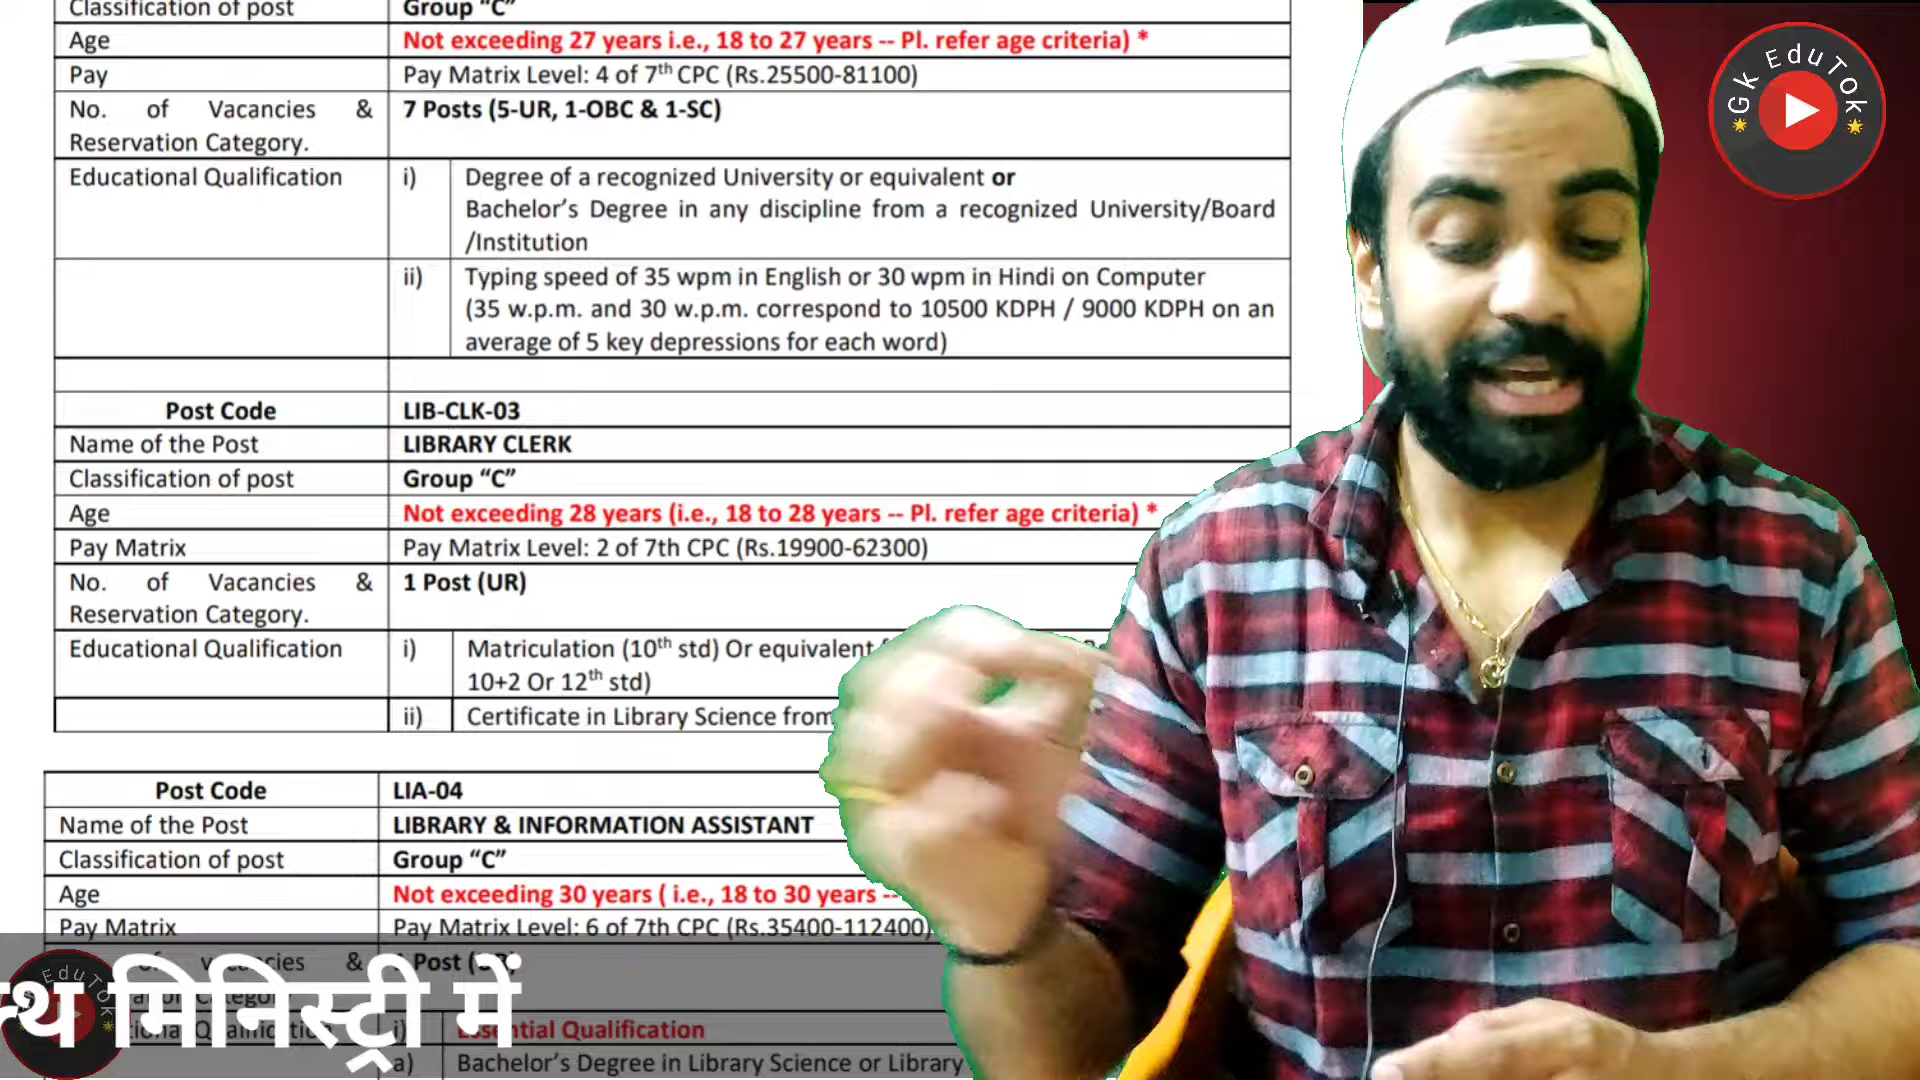 Classification of post Group “C”
Age Not exceeding 27 years i.e., 18 to 27 years -- Pl. refer age criteria) *
Pay Pay Matrix Level: 4 of 7th CPC (Rs.25500-81100)
No. of Vacancies & 7 Posts (5-UR, 1-OBC & 1-SC)
Reservation Category.
Educational Qualification i) Degree of a recognized University or equivalent or
Bachelor’s Degree in any discipline from a recognized University/Board
/Institution
ii) Typing speed of 35 wpm in English or 30 wpm in Hindi on Computer
(35 w.p.m. and 30 w.p.m. correspond to 10500 KDPH / 9000 KDPH on an
average of 5 key depressions for each word)
Post Code LIB-CLK-03
Name of the Post LIBRARY CLERK
Classification of post Group “C”
Age Not exceeding 28 years (i.e., 18 to 28 years -- Pl. refer age criteria) *
Pay Matrix Pay Matrix Level: 2 of 7th CPC (Rs.19900-62300)
No. of Vacancies & 1 Post (UR)
Reservation Category.
Educational Qualification i) Matriculation (10th std) Or equivalent
10+2 Or 12th std)
ii) Certificate in Library Science from
Post Code LIA-04
Name of the Post LIBRARY & INFORMATION ASSISTANT
Classification of post Group “C”
Age Not exceeding 30 years ( i.e., 18 to 30 years --
Pay Matrix Pay Matrix Level: 6 of 7th CPC (Rs.35400-112400)
vacancies & Post
i) Essential Qualification
a) Bachelor’s Degree in Library Science or Library
मिनिस्ट्री में
Gk EduTok
EduTok